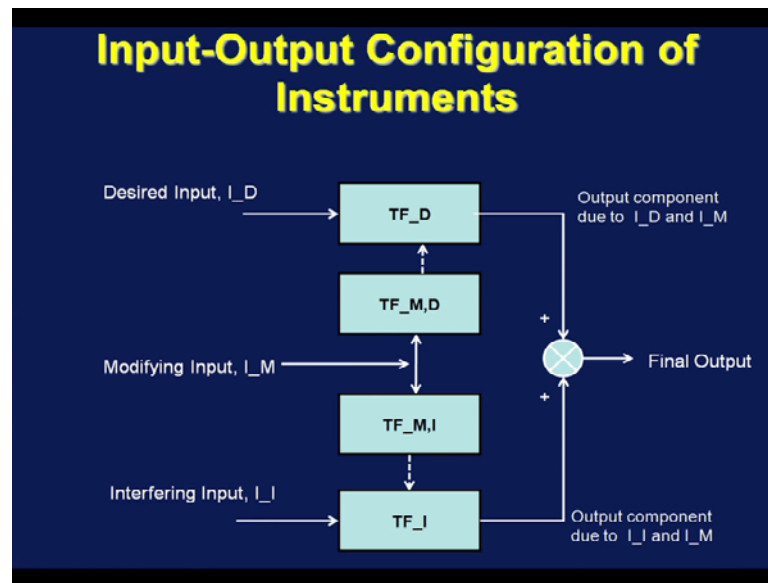 Input-Output Configuration of
Instruments
Desired Input, I_D
TF_D
Output component
due to I_D and I_M
TF_M,D
+
Modifying Input, I_M
Final Output
+
TF_M,I
Interfering Input, I_I
TF_I
Output component
due to I_I and I_M